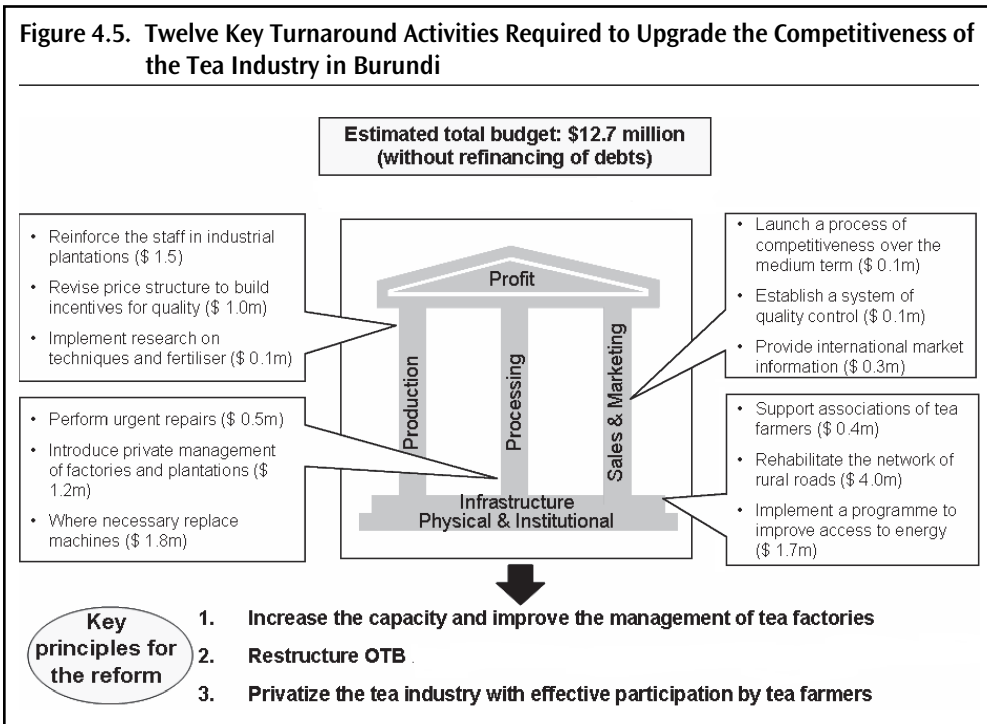 Figure 4.5. Twelve Key Turnaround Activities Required to Upgrade the Competitiveness of
the Tea Industry in Burundi
Estimated total budget: $12.7 million
(without refinancing of debts)
• Reinforce the staff in industrial
plantations ($ 1.5)
• Revise price structure to build
incentives for quality ($ 1.0m)
• Implement research on
techniques and fertiliser ($ 0.1m)
• Perform urgent repairs ($ 0.5m)
• Introduce private management
of factories and plantations ($
1.2m)
• Where necessary replace
machines ($ 1.8m)
Profit
Production
Processing
Sales & Marketing
Infrastructure
Physical & Institutional
• Launch a process of
competitiveness over the
medium term ($ 0.1m)
• Establish a system of
quality control ($ 0.1m)
• Provide international market
information ($ 0.3m)
• Support associations of tea
farmers ($ 0.4m)
• Rehabilitate the network of
rural roads ($ 4.0m)
• Implement a programme to
improve access to energy
($ 1.7m)
Key
principles for
the reform
1. Increase the capacity and improve the management of tea factories
2. Restructure OTB .
3. Privatize the tea industry with effective participation by tea farmers